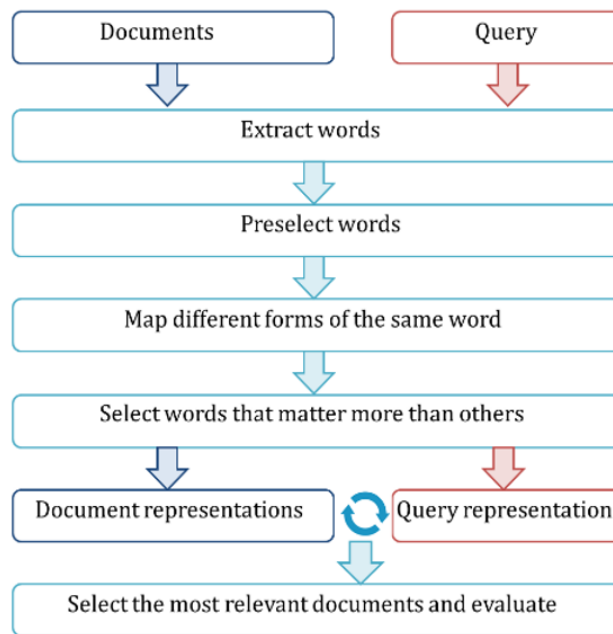 Documents
Query
Extract words
Preselect words
Map different forms of the same word
Select words that matter more than others
Document representations
Query representation
Select the most relevant documents and evaluate